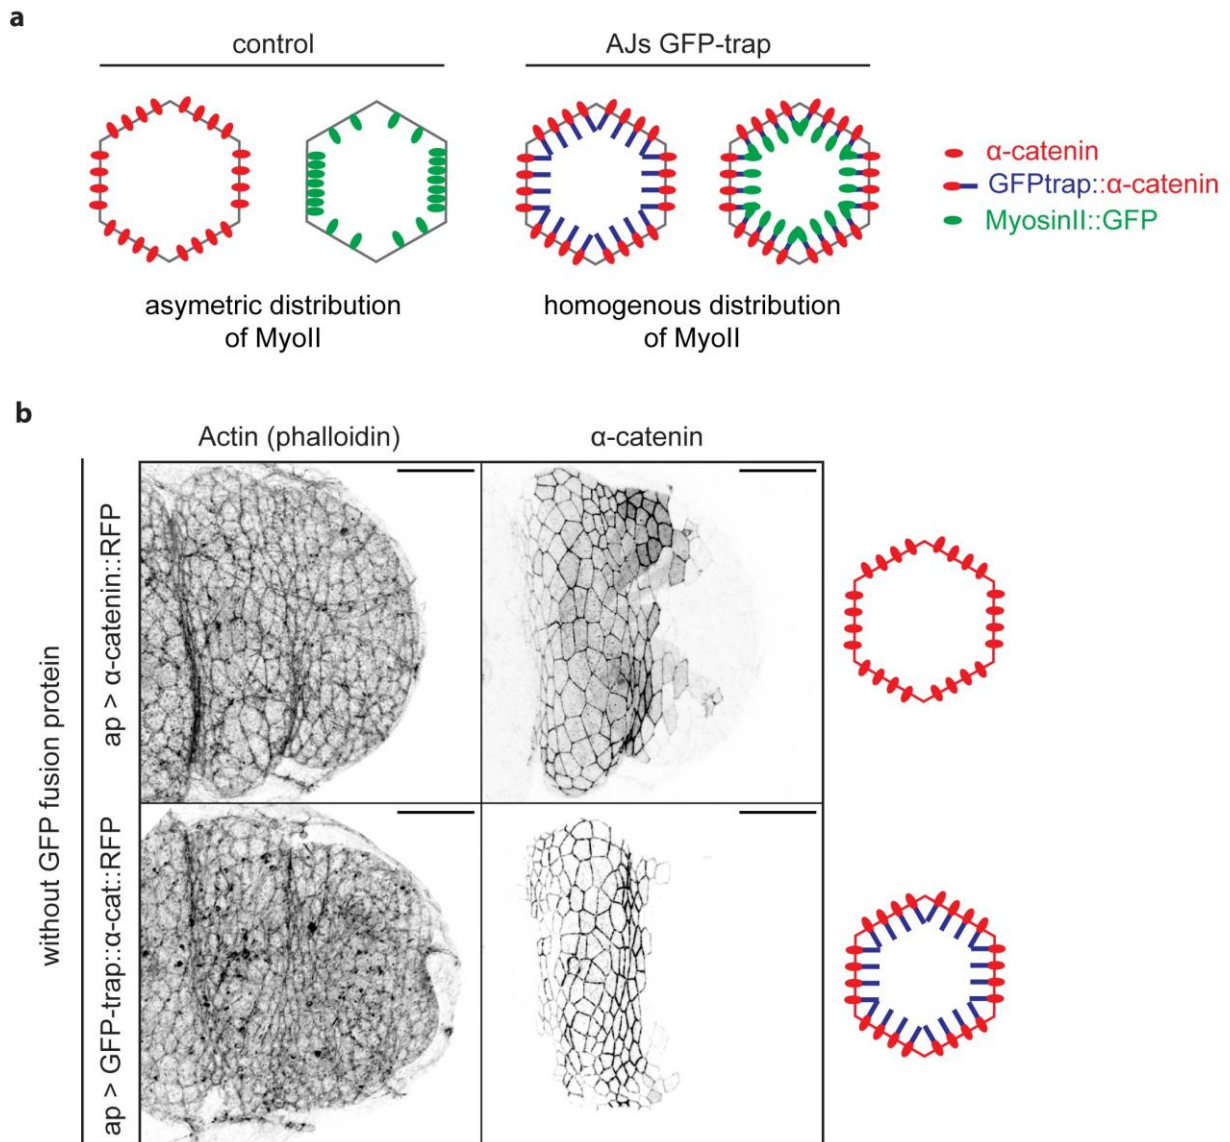 a
control
AJs GFP-trap
α-catenin
GFPtrap::α-catenin
MyosinII::GFP
asymetric distribution
of MyoII
homogenous distribution
of MyoII
b
Actin (phalloidin)
α-catenin
without GFP fusion protein
ap > α-catenin::RFP
ap > GFP-trap::α-cat::RFP